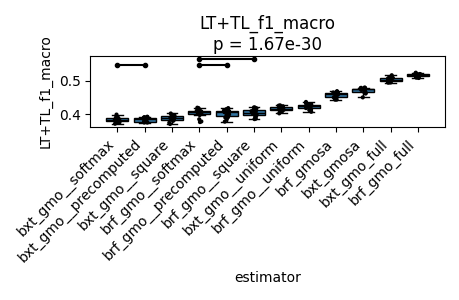 LT+TL_f1_macro
p = 1.67e-30
LT+TL_f1_macro
0.5
0.4
bxt_gmo__softmax
bxt_gmo__precomputed
bxt_gmo__square
brf_gmo__softmax
brf_gmo__precomputed
brf_gmo__square
bxt_gmo__uniform
brf_gmo__uniform
brf_gmosa
bxt_gmosa
bxt_gmo_full
brf_gmo_full
estimator